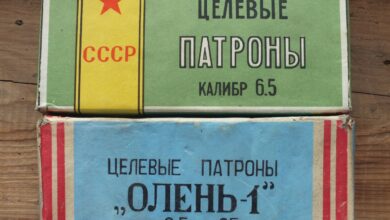 ЦЕЛЕВЫЕ
ПАТРОНЫ
КАЛИБР 6.5
СССР
ЦЕЛЕВЫЕ ПАТРОНЫ
„ОЛЕНЬ-1"